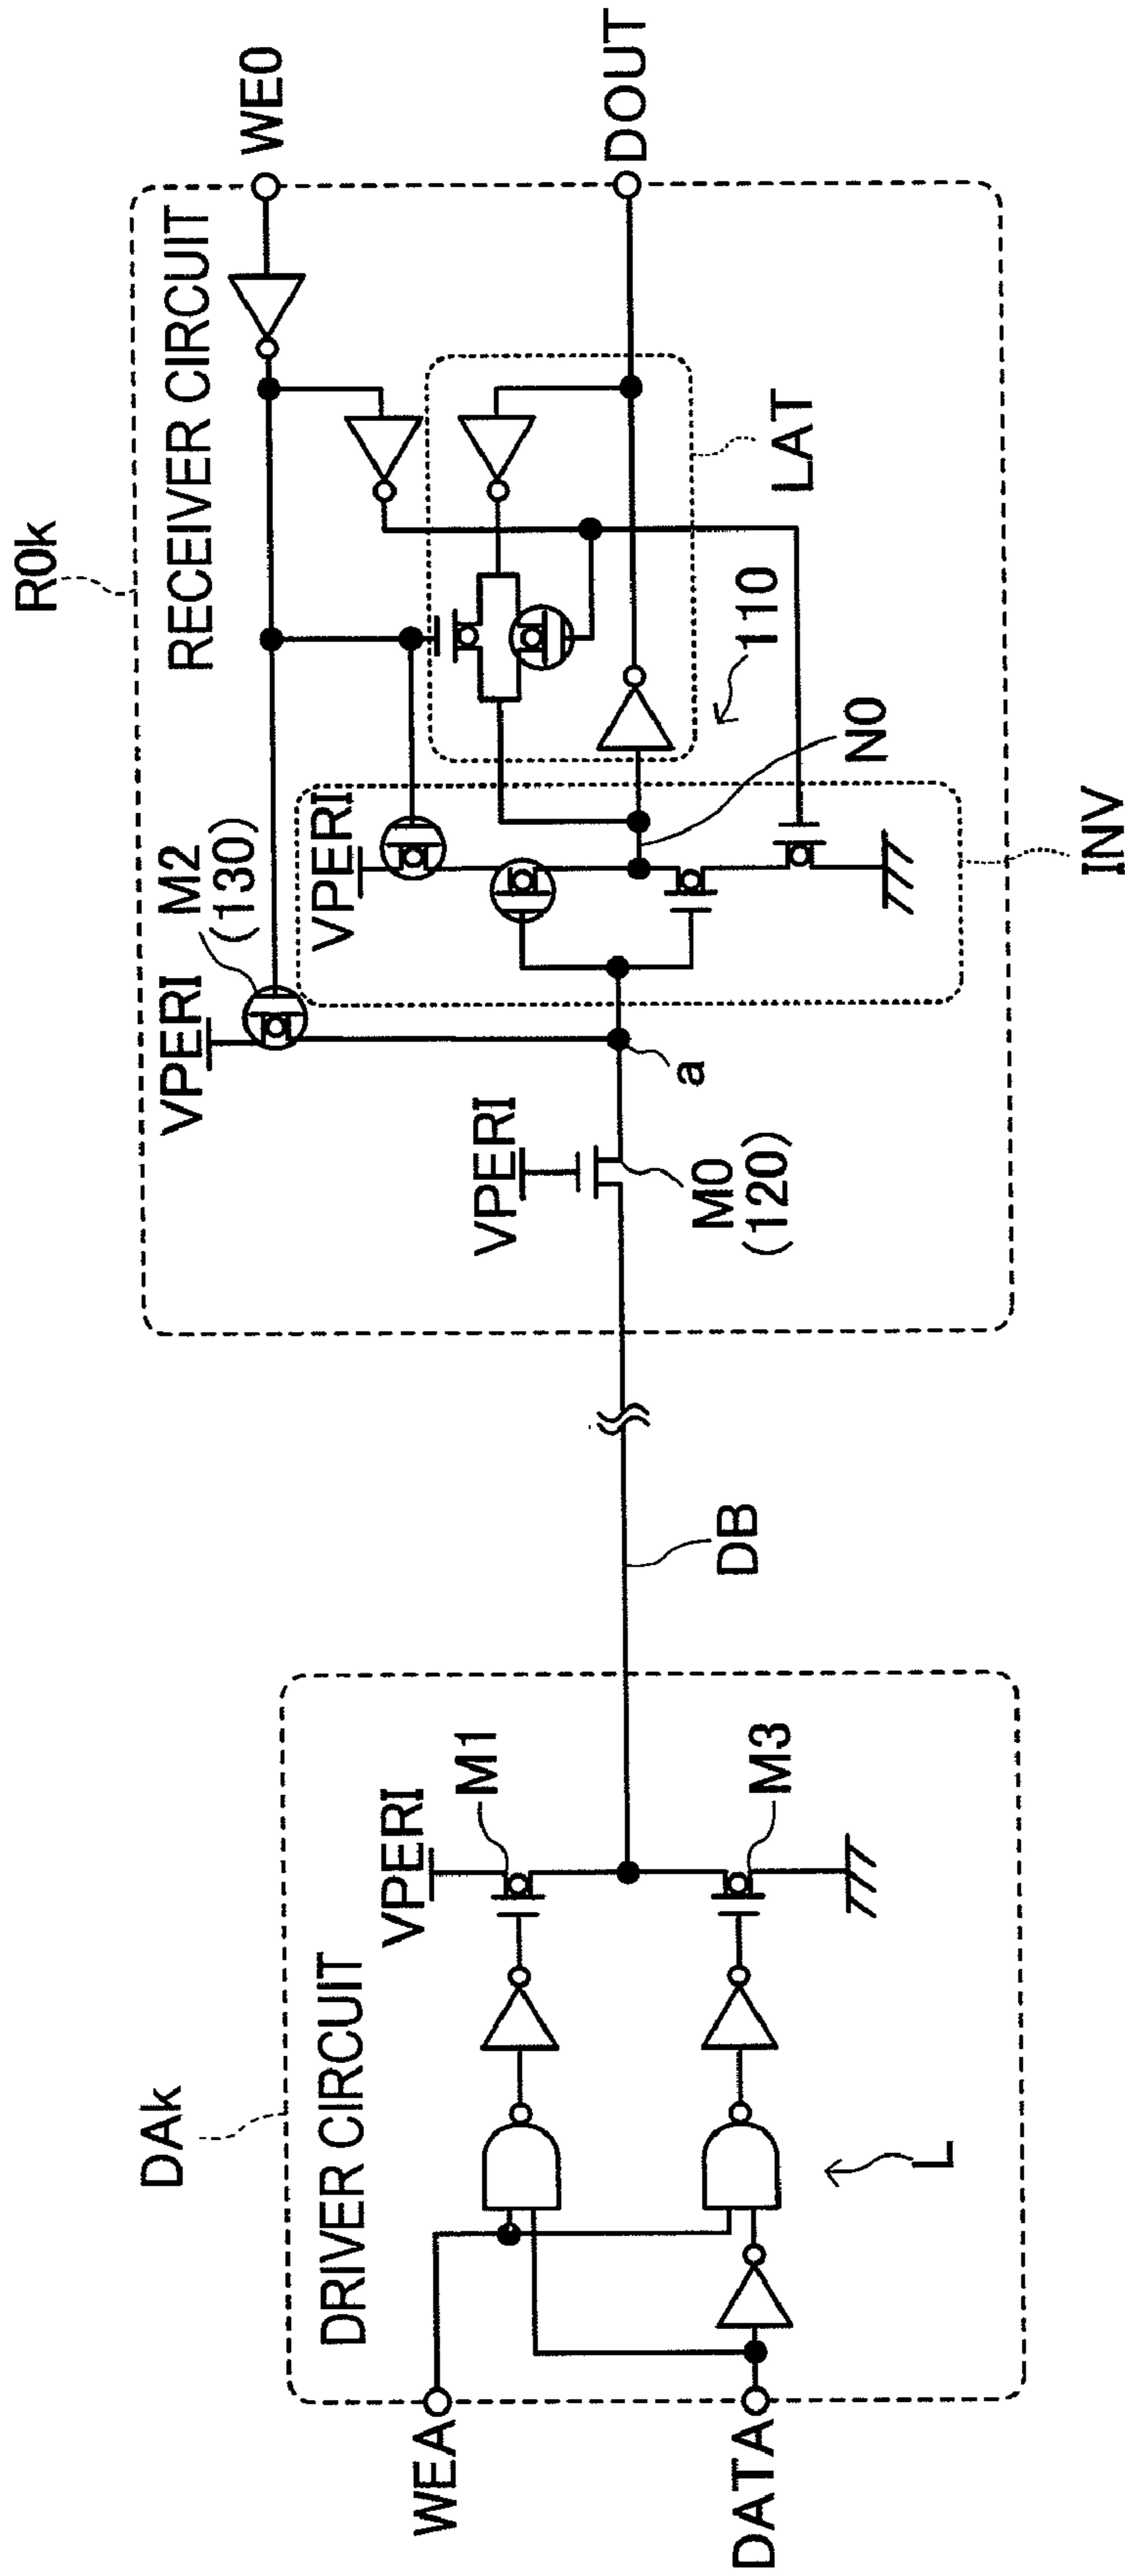 R0k
RECEIVER CIRCUIT
WE0
DOUT
VPERI
M2
(130)
VPERI
LAT
110
N0
INV
a
VPERI
M0
(120)
DB
DAk
DRIVER CIRCUIT
VPERI
M1
M3
L
WEA
DATA